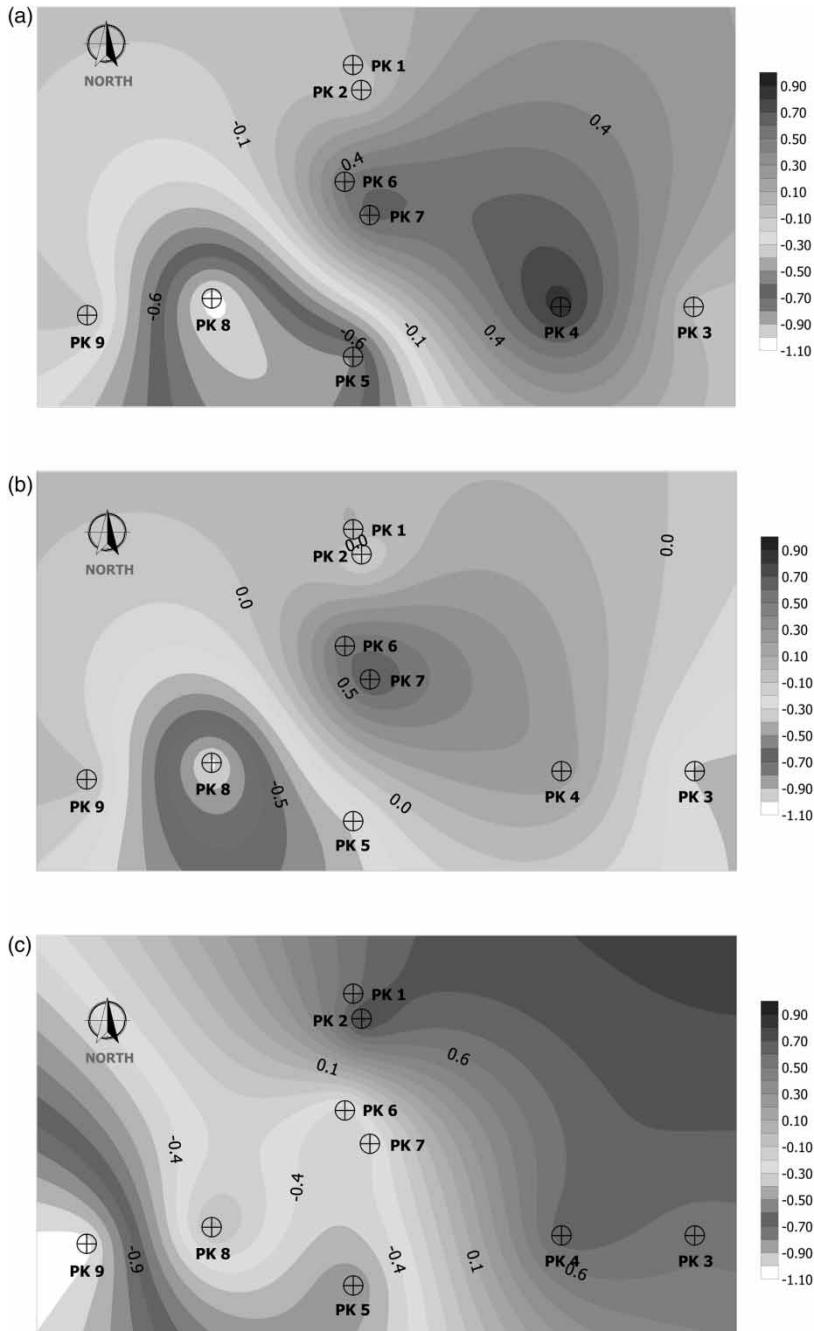 (a)
NORTH
PK 1
PK 2
-0.1
0.4
0.4
PK 6
PK 7
-0.6
PK 8
PK 9
-0.6
PK 5
-0.1
0.4
PK 4
PK 3
0.90
0.70
0.50
0.30
0.10
-0.10
-0.30
-0.50
-0.70
-0.90
-1.10
(b)
NORTH
PK 1
0.0
PK 2
0.0
0.0
PK 6
PK 7
0.5
PK 8
PK 9
-0.5
PK 5
0.0
PK 4
PK 3
0.90
0.70
0.50
0.30
0.10
-0.10
-0.30
-0.50
-0.70
-0.90
-1.10
(c)
NORTH
PK 1
PK 2
0.1
0.6
PK 6
PK 7
-0.4
-0.4
PK 8
PK 9
-0.9
PK 5
-0.4
0.1
PK 4
0.6
PK 3
0.90
0.70
0.50
0.30
0.10
-0.10
-0.30
-0.50
-0.70
-0.90
-1.10